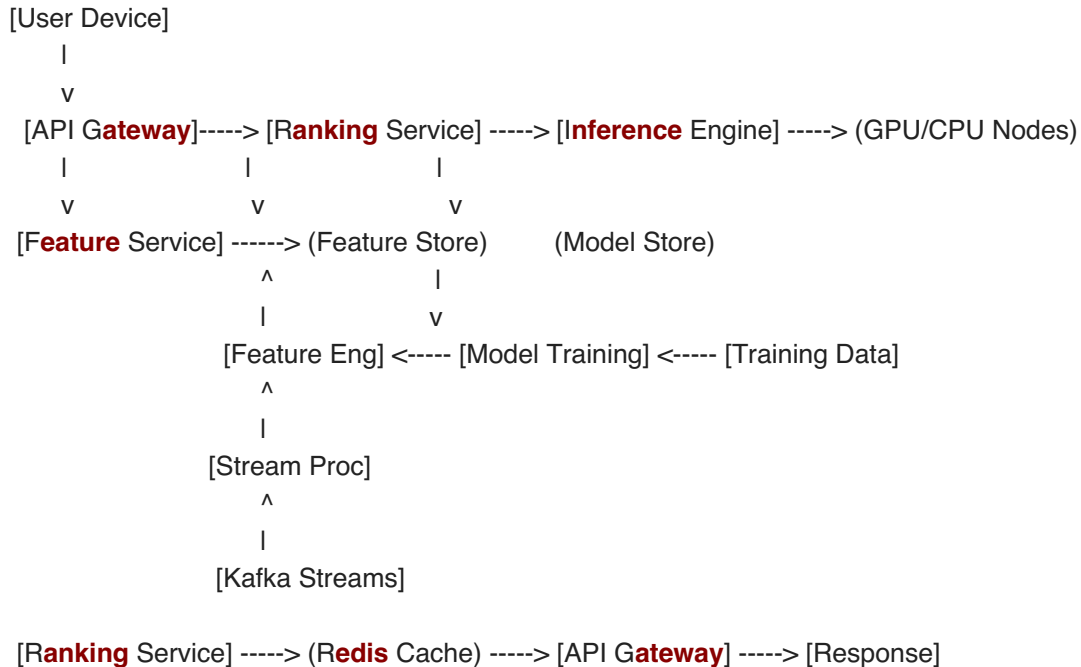 [User Device]
|
v
[API Gateway]-----> [Ranking Service] -----> [Inference Engine] -----> (GPU/CPU Nodes)
| | |
v v v
[Feature Service] ------> (Feature Store) (Model Store)
^ |
| v
[Feature Eng] <----- [Model Training] <----- [Training Data]
^
|
[Stream Proc]
^
|
[Kafka Streams]
[Ranking Service] -----> (Redis Cache) -----> [API Gateway] -----> [Response]